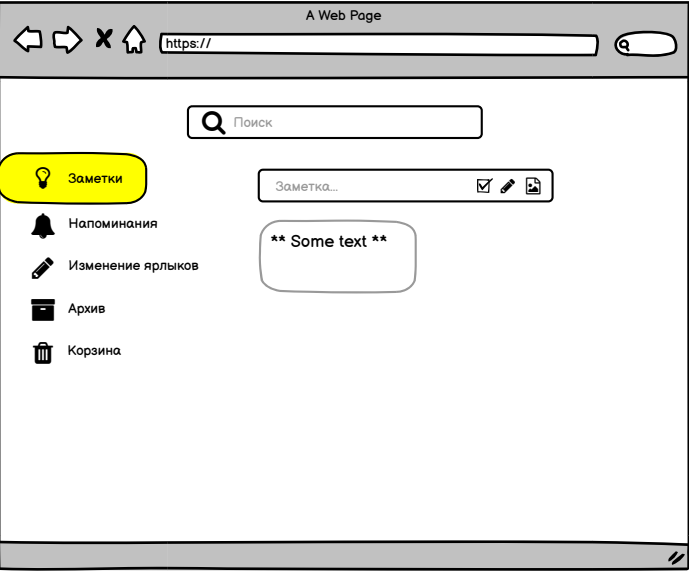 A Web Page
https://
Поиск
Заметки
Заметка...
Напоминания
** Some text **
Изменение ярлыков
Архив
Корзина